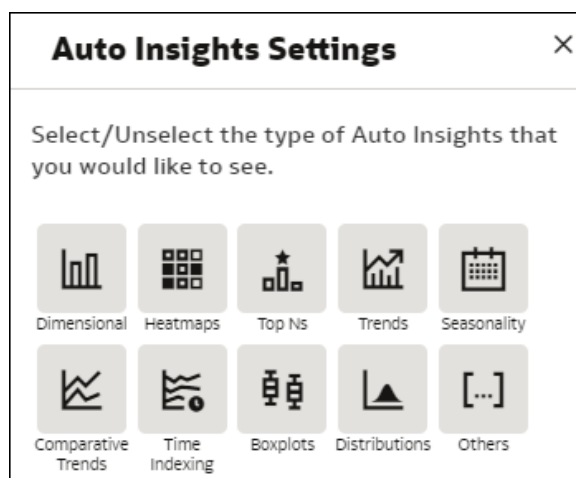 Auto Insights Settings
Select/Unselect the type of Auto Insights that
you would like to see.
Dimensional Heatmaps Top Ns Trends Seasonality
[...]
Comparative Trends Time Indexing Boxplots Distributions Others